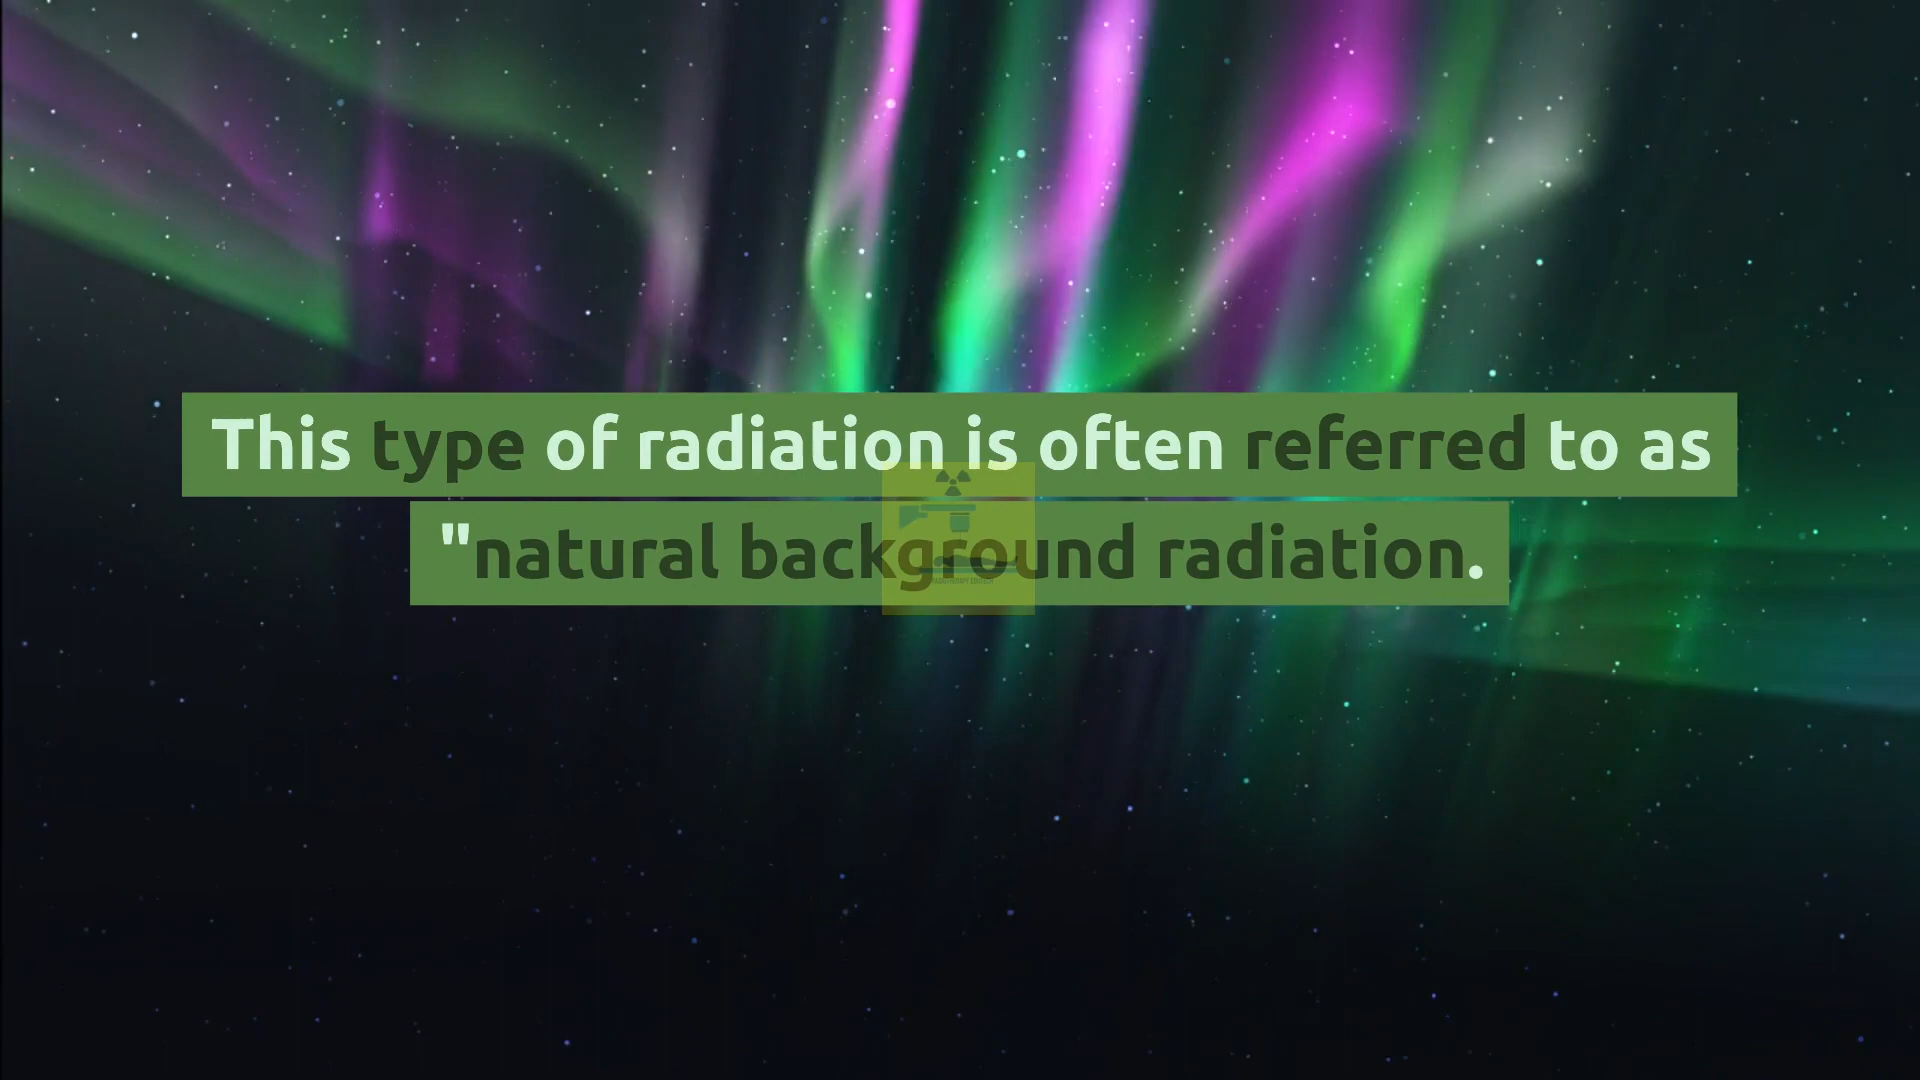 This type of radiation is often referred to as
"natural background radiation.